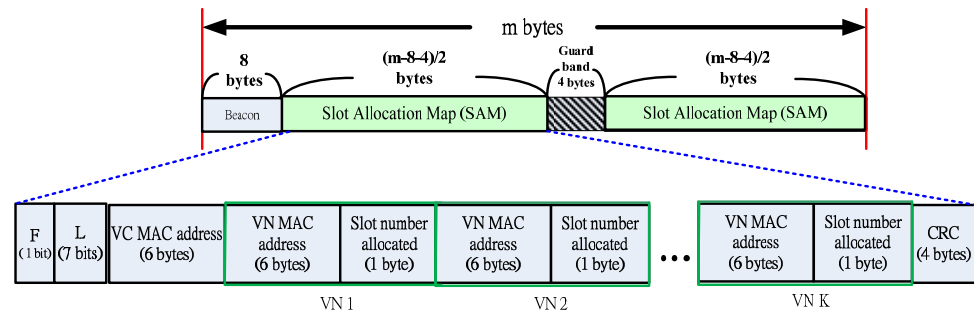 m bytes
8
bytes
(m-8-4)/2
bytes
Guard
band
4 bytes
(m-8-4)/2
bytes
Beacon
Slot Allocation Map (SAM)
Slot Allocation Map (SAM)
F
(1 bit)
L
(7 bits)
VC MAC address
(6 bytes)
VN MAC
address
(6 bytes)
Slot number
allocated
(1 byte)
VN MAC
address
(6 bytes)
Slot number
allocated
(1 byte)
VN MAC
address
(6 bytes)
Slot number
allocated
(1 byte)
CRC
(4 bytes)
VN 1
VN 2
VN K